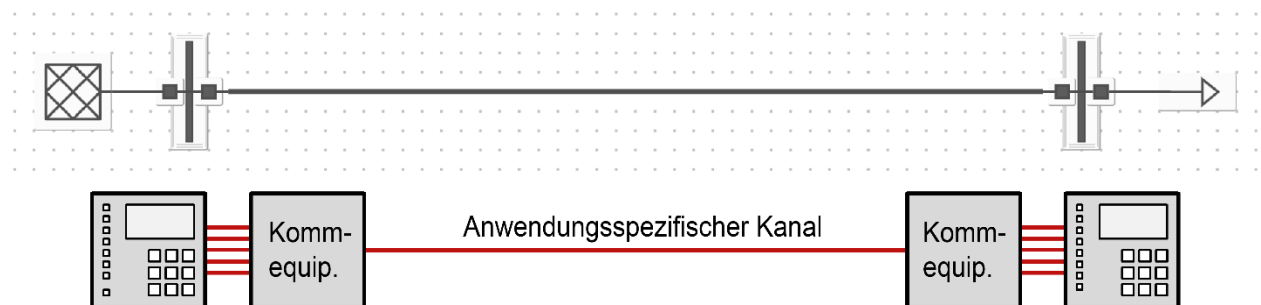 Anwendungsspezifischer Kanal
Komm-
equip.
Komm-
equip.